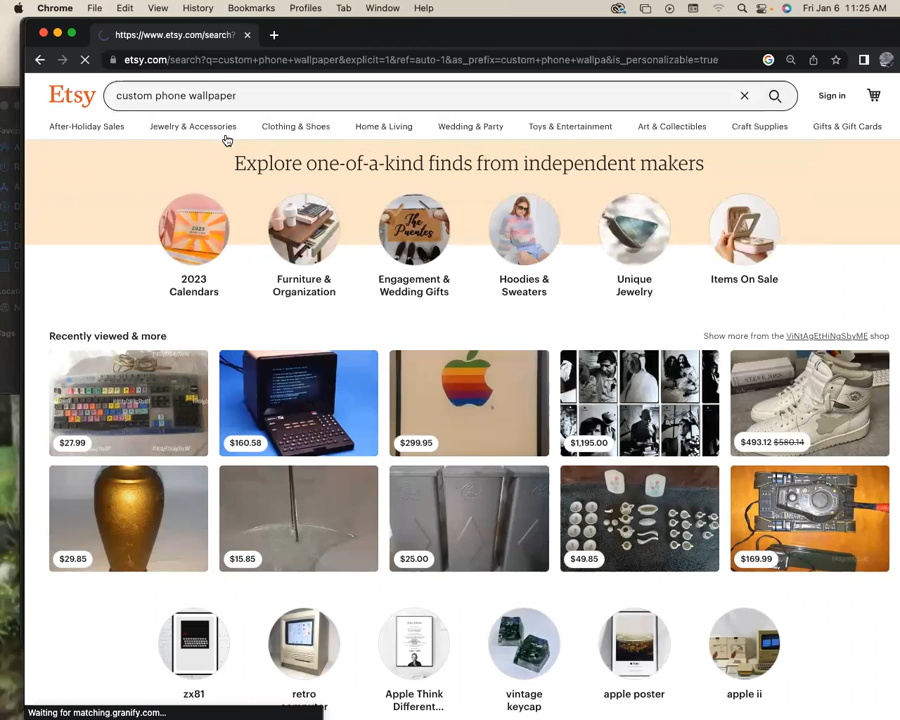 Chrome File Edit View History Bookmarks Profiles Tab Window Help Fri Jan 6 11:25 AM
https://www.etsy.com/search?
etsy.com/search?q=custom+phone+wallpaper&explicit=1&ref=auto-1&as_prefix=custom+phone+wallpa&is_personalizable=true
Etsy custom phone wallpaper Sign in
After-Holiday Sales Jewelry & Accessories Clothing & Shoes Home & Living Wedding & Party Toys & Entertainment Art & Collectibles Craft Supplies Gifts & Gift Cards
Explore one-of-a-kind finds from independent makers
2023 Calendars
Furniture & Organization
Engagement & Wedding Gifts
Hoodies & Sweaters
Unique Jewelry
Items On Sale
Recently viewed & more Show more from the ViNtAgEtHiNgSbyME shop
$27.99 $160.58 $299.95 $1,195.00 $493.12 $580.14
$29.85 $15.85 $25.00 $49.85 $169.99
zx81
retro
Apple Think Different...
vintage keycap
apple poster
apple ii
Waiting for matching.granify.com...